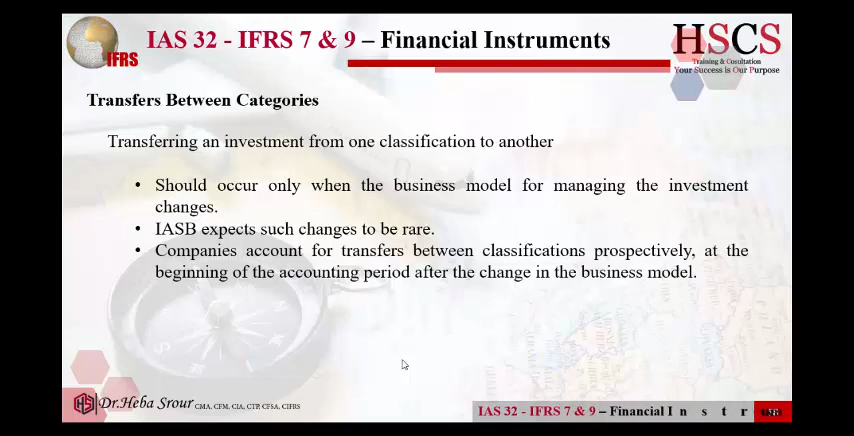 IAS 32 - IFRS 7 & 9 – Financial Instruments
IFRS
HSCS
Training & Cosultation
Your Success is Our Purpose
Transfers Between Categories
Transferring an investment from one classification to another
• Should occur only when the business model for managing the investment
changes.
• IASB expects such changes to be rare.
• Companies account for transfers between classifications prospectively, at the
beginning of the accounting period after the change in the business model.
Dr.Heba Srour CMA, CFM, CIA, CTP, CFSA, CIFRS
IAS 32 - IFRS 7 & 9 – Financial I n s t r